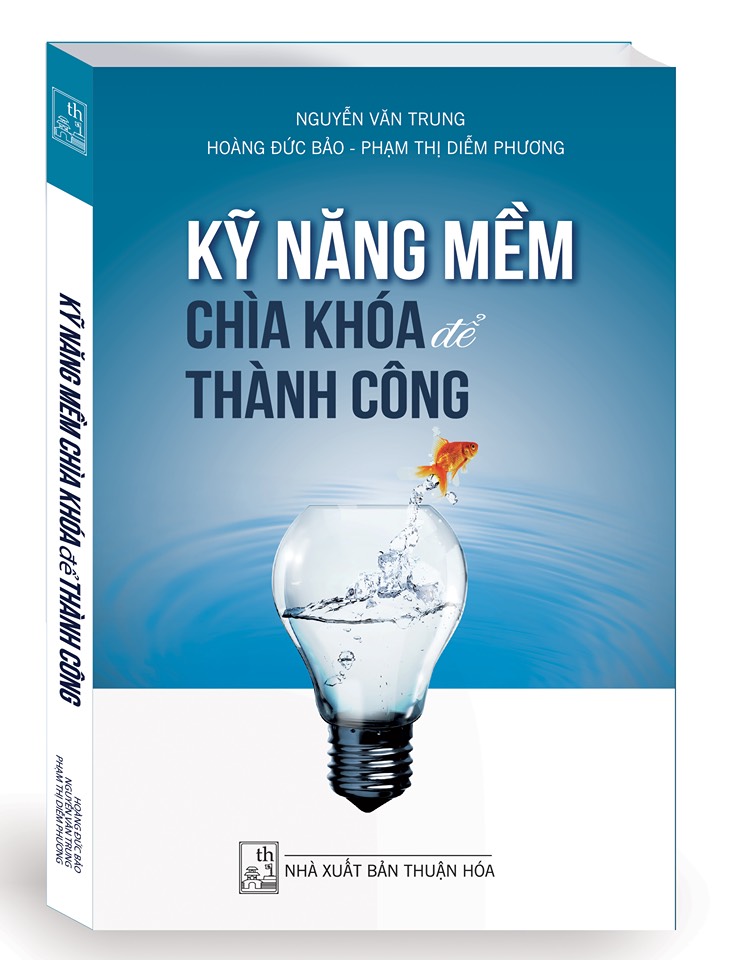 NGUYỄN VĂN TRUNG
HOÀNG ĐỨC BẢO - PHẠM THỊ DIỄM PHƯƠNG
KỸ NĂNG MỀM
CHÌA KHÓA để
THÀNH CÔNG
th
NHÀ XUẤT BẢN THUẬN HÓA
th
KỸ NĂNG MỀM CHÌA KHÓA để THÀNH CÔNG
HOÀNG ĐỨC BẢO
NGUYỄN VĂN TRUNG
PHẠM THỊ DIỄM PHƯƠNG